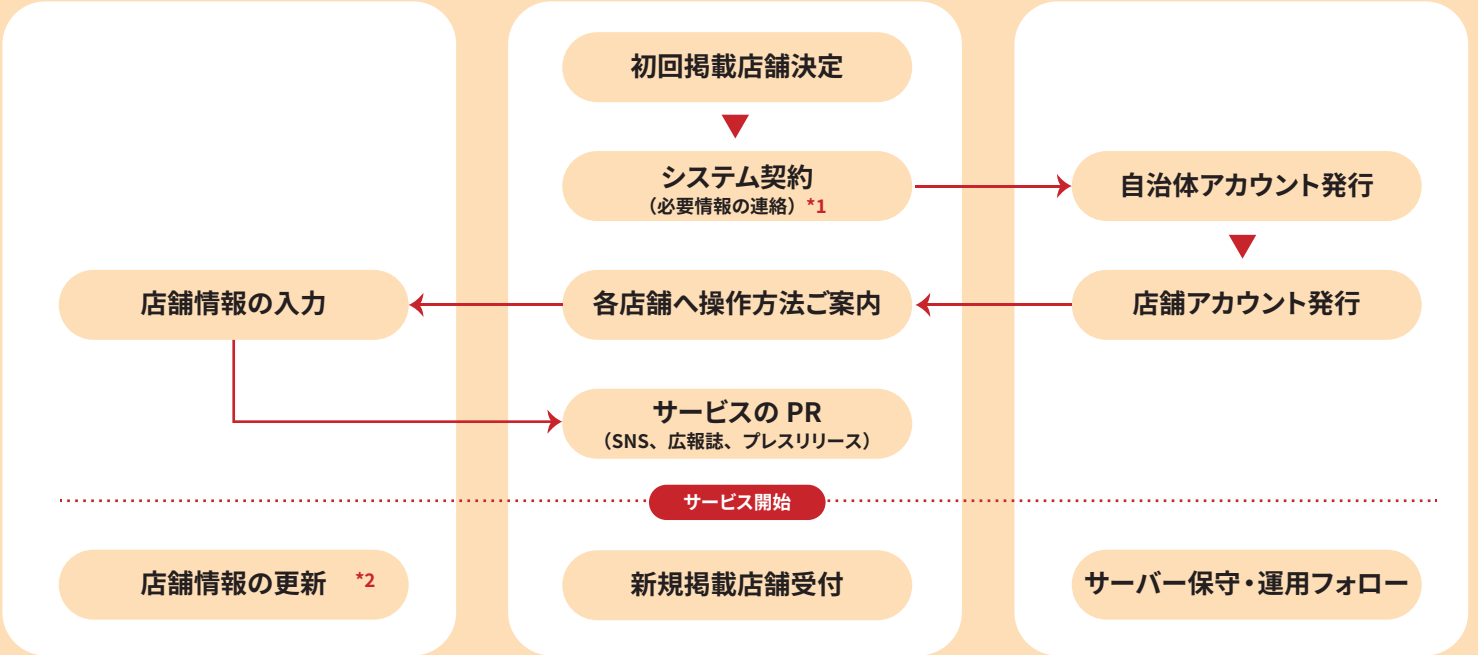 初回掲載店舗決定
システム契約
（必要情報の連絡）*1
自治体アカウント発行
店舗情報の入力
各店舗へ操作方法ご案内
店舗アカウント発行
サービスの PR
（SNS、広報誌、プレスリリース）
サービス開始
店舗情報の更新 *2
新規掲載店舗受付
サーバー保守・運用フォロー